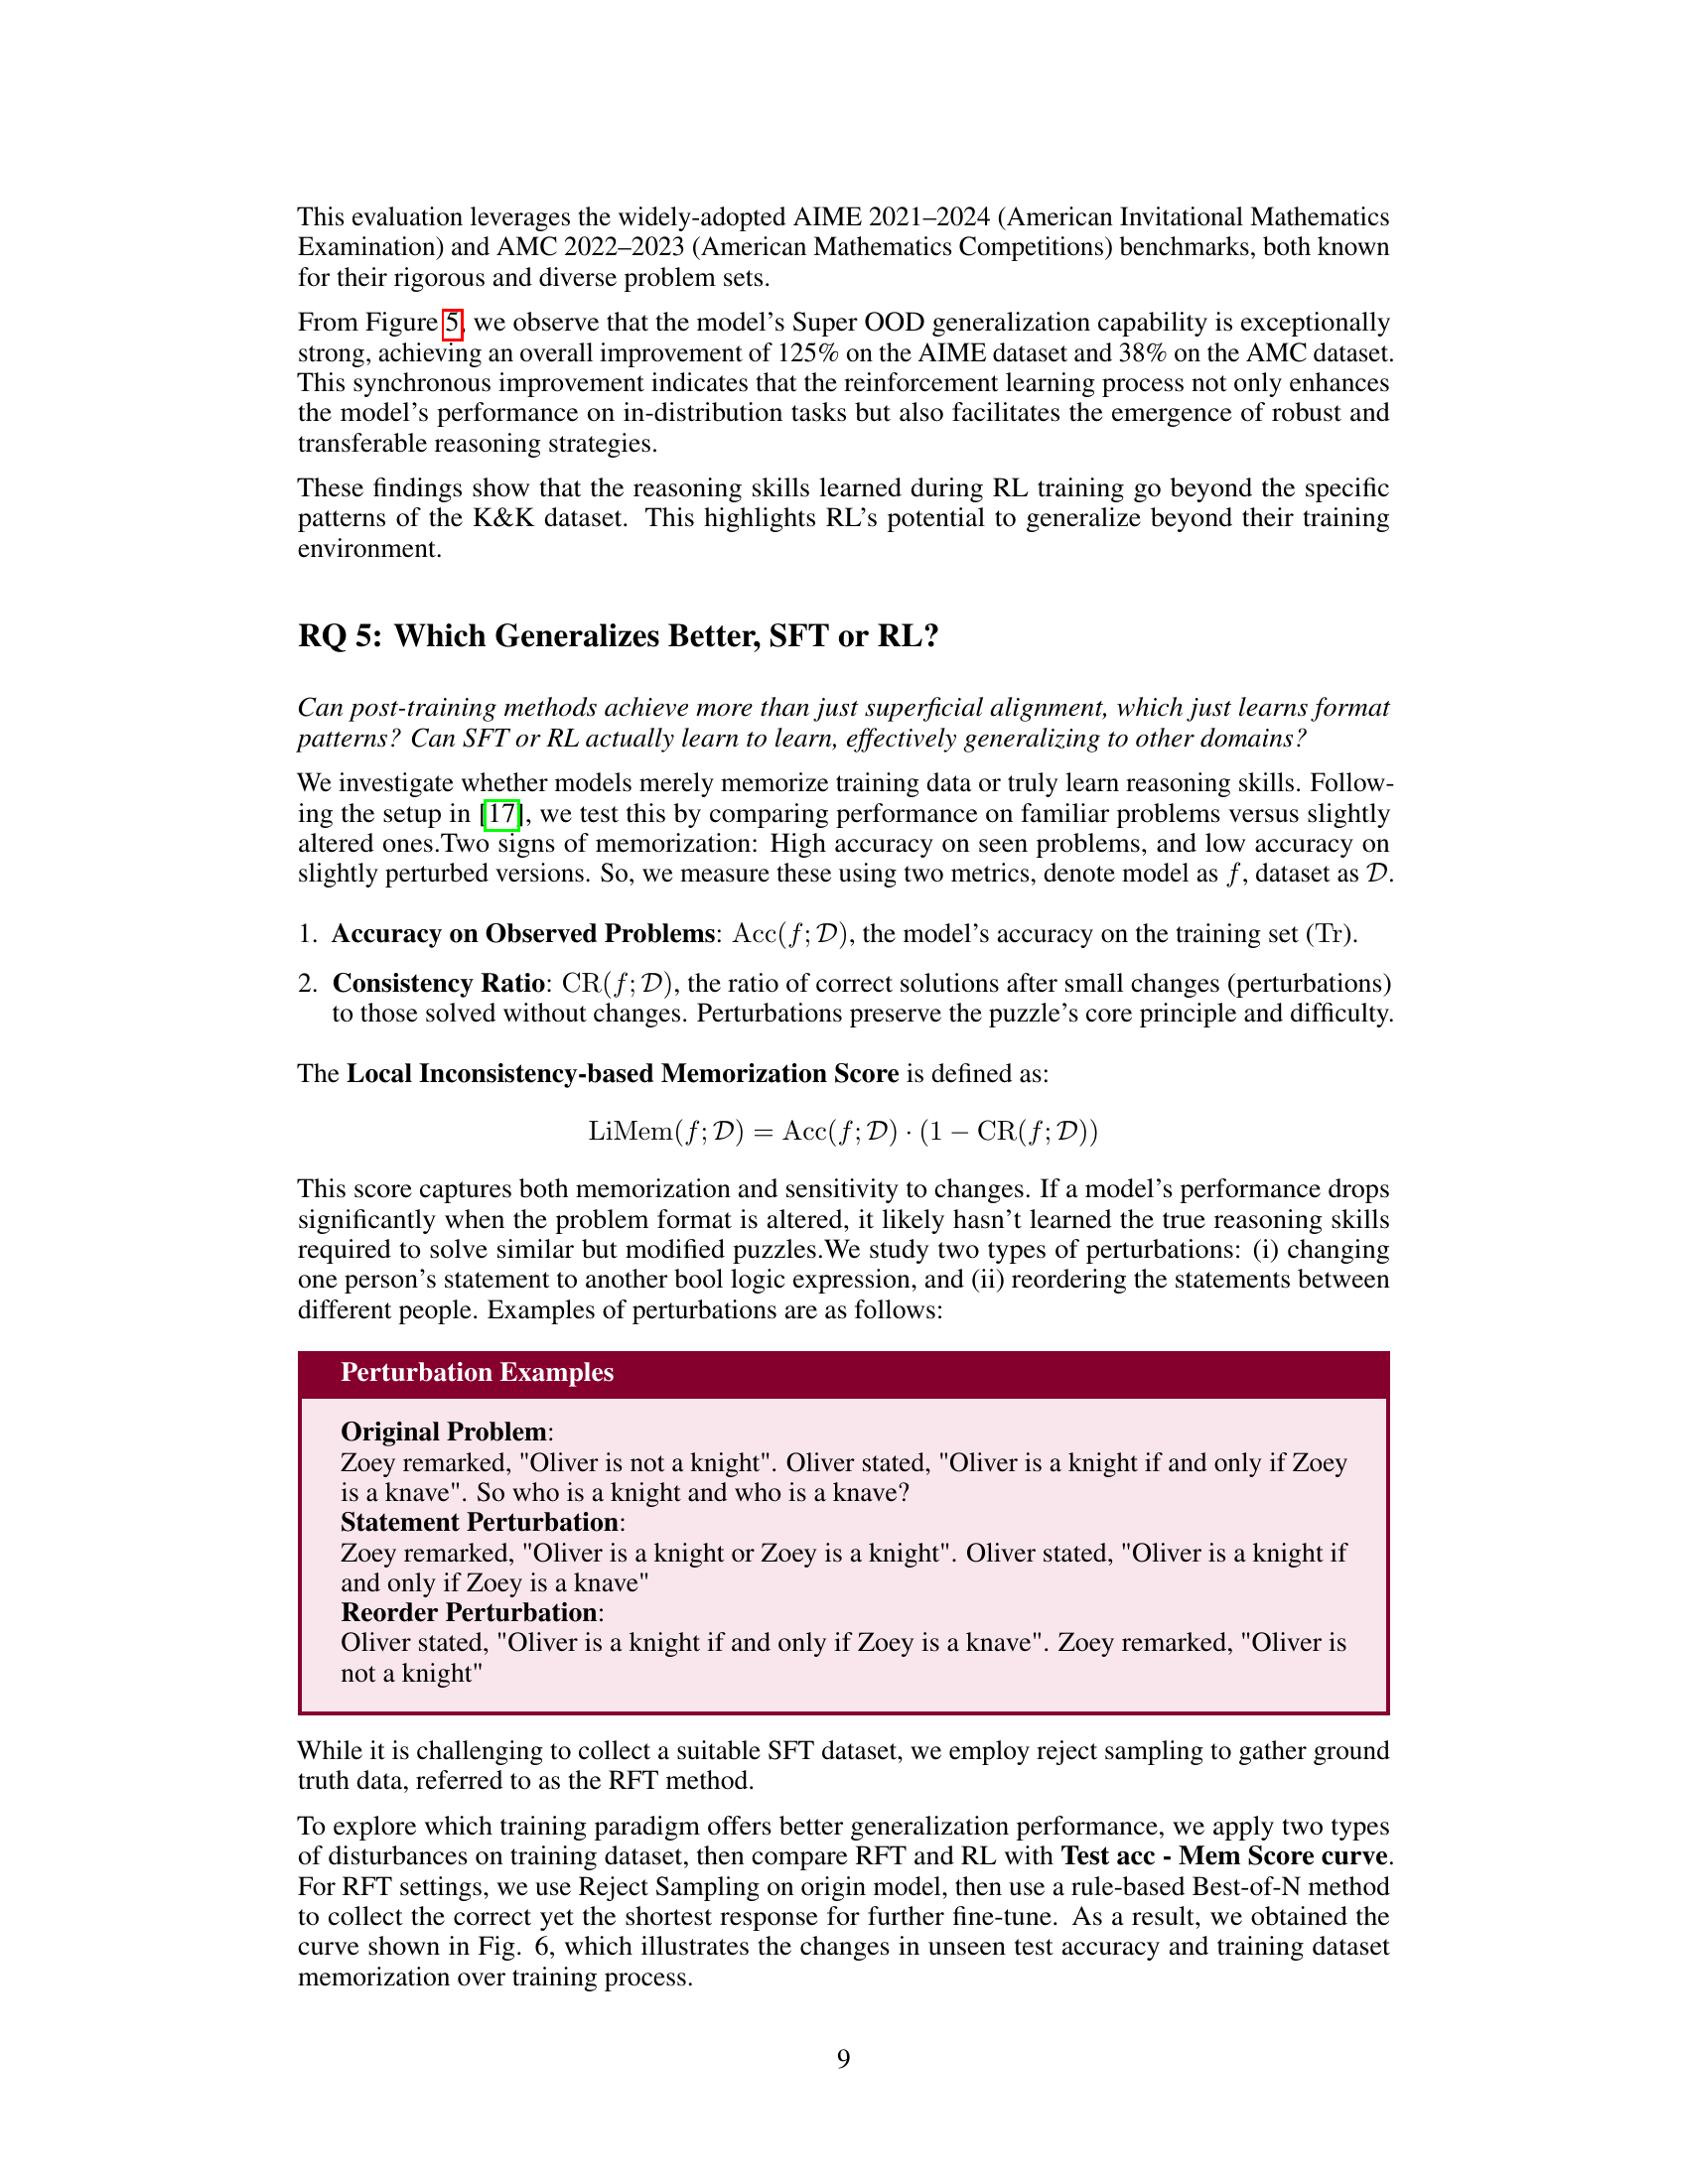 This evaluation leverages the widely-adopted AIME 2021–2024 (American Invitational Mathematics
Examination) and AMC 2022–2023 (American Mathematics Competitions) benchmarks, both known
for their rigorous and diverse problem sets.
From Figure 5, we observe that the model's Super OOD generalization capability is exceptionally
strong, achieving an overall improvement of 125% on the AIME dataset and 38% on the AMC dataset.
This synchronous improvement indicates that the reinforcement learning process not only enhances
the model's performance on in-distribution tasks but also facilitates the emergence of robust and
transferable reasoning strategies.
These findings show that the reasoning skills learned during RL training go beyond the specific
patterns of the K&K dataset. This highlights RL's potential to generalize beyond their training
environment.
RQ 5: Which Generalizes Better, SFT or RL?
Can post-training methods achieve more than just superficial alignment, which just learns format
patterns? Can SFT or RL actually learn to learn, effectively generalizing to other domains?
We investigate whether models merely memorize training data or truly learn reasoning skills. Follow-
ing the setup in [17], we test this by comparing performance on familiar problems versus slightly
altered ones.Two signs of memorization: High accuracy on seen problems, and low accuracy on
slightly perturbed versions. So, we measure these using two metrics, denote model as f, dataset as 𝒟.
1. Accuracy on Observed Problems: Acc(f; 𝒟), the model's accuracy on the training set (Tr).
2. Consistency Ratio: CR(f; 𝒟), the ratio of correct solutions after small changes (perturbations)
to those solved without changes. Perturbations preserve the puzzle's core principle and difficulty.
The Local Inconsistency-based Memorization Score is defined as:
LiMem(f; 𝒟) = Acc(f; 𝒟) · (1 − CR(f; 𝒟))
This score captures both memorization and sensitivity to changes. If a model's performance drops
significantly when the problem format is altered, it likely hasn't learned the true reasoning skills
required to solve similar but modified puzzles.We study two types of perturbations: (i) changing
one person's statement to another bool logic expression, and (ii) reordering the statements between
different people. Examples of perturbations are as follows:
Perturbation Examples
Original Problem:
Zoey remarked, "Oliver is not a knight". Oliver stated, "Oliver is a knight if and only if Zoey
is a knave". So who is a knight and who is a knave?
Statement Perturbation:
Zoey remarked, "Oliver is a knight or Zoey is a knight". Oliver stated, "Oliver is a knight if
and only if Zoey is a knave"
Reorder Perturbation:
Oliver stated, "Oliver is a knight if and only if Zoey is a knave". Zoey remarked, "Oliver is
not a knight"
While it is challenging to collect a suitable SFT dataset, we employ reject sampling to gather ground
truth data, referred to as the RFT method.
To explore which training paradigm offers better generalization performance, we apply two types
of disturbances on training dataset, then compare RFT and RL with Test acc - Mem Score curve.
For RFT settings, we use Reject Sampling on origin model, then use a rule-based Best-of-N method
to collect the correct yet the shortest response for further fine-tune. As a result, we obtained the
curve shown in Fig. 6, which illustrates the changes in unseen test accuracy and training dataset
memorization over training process.
9